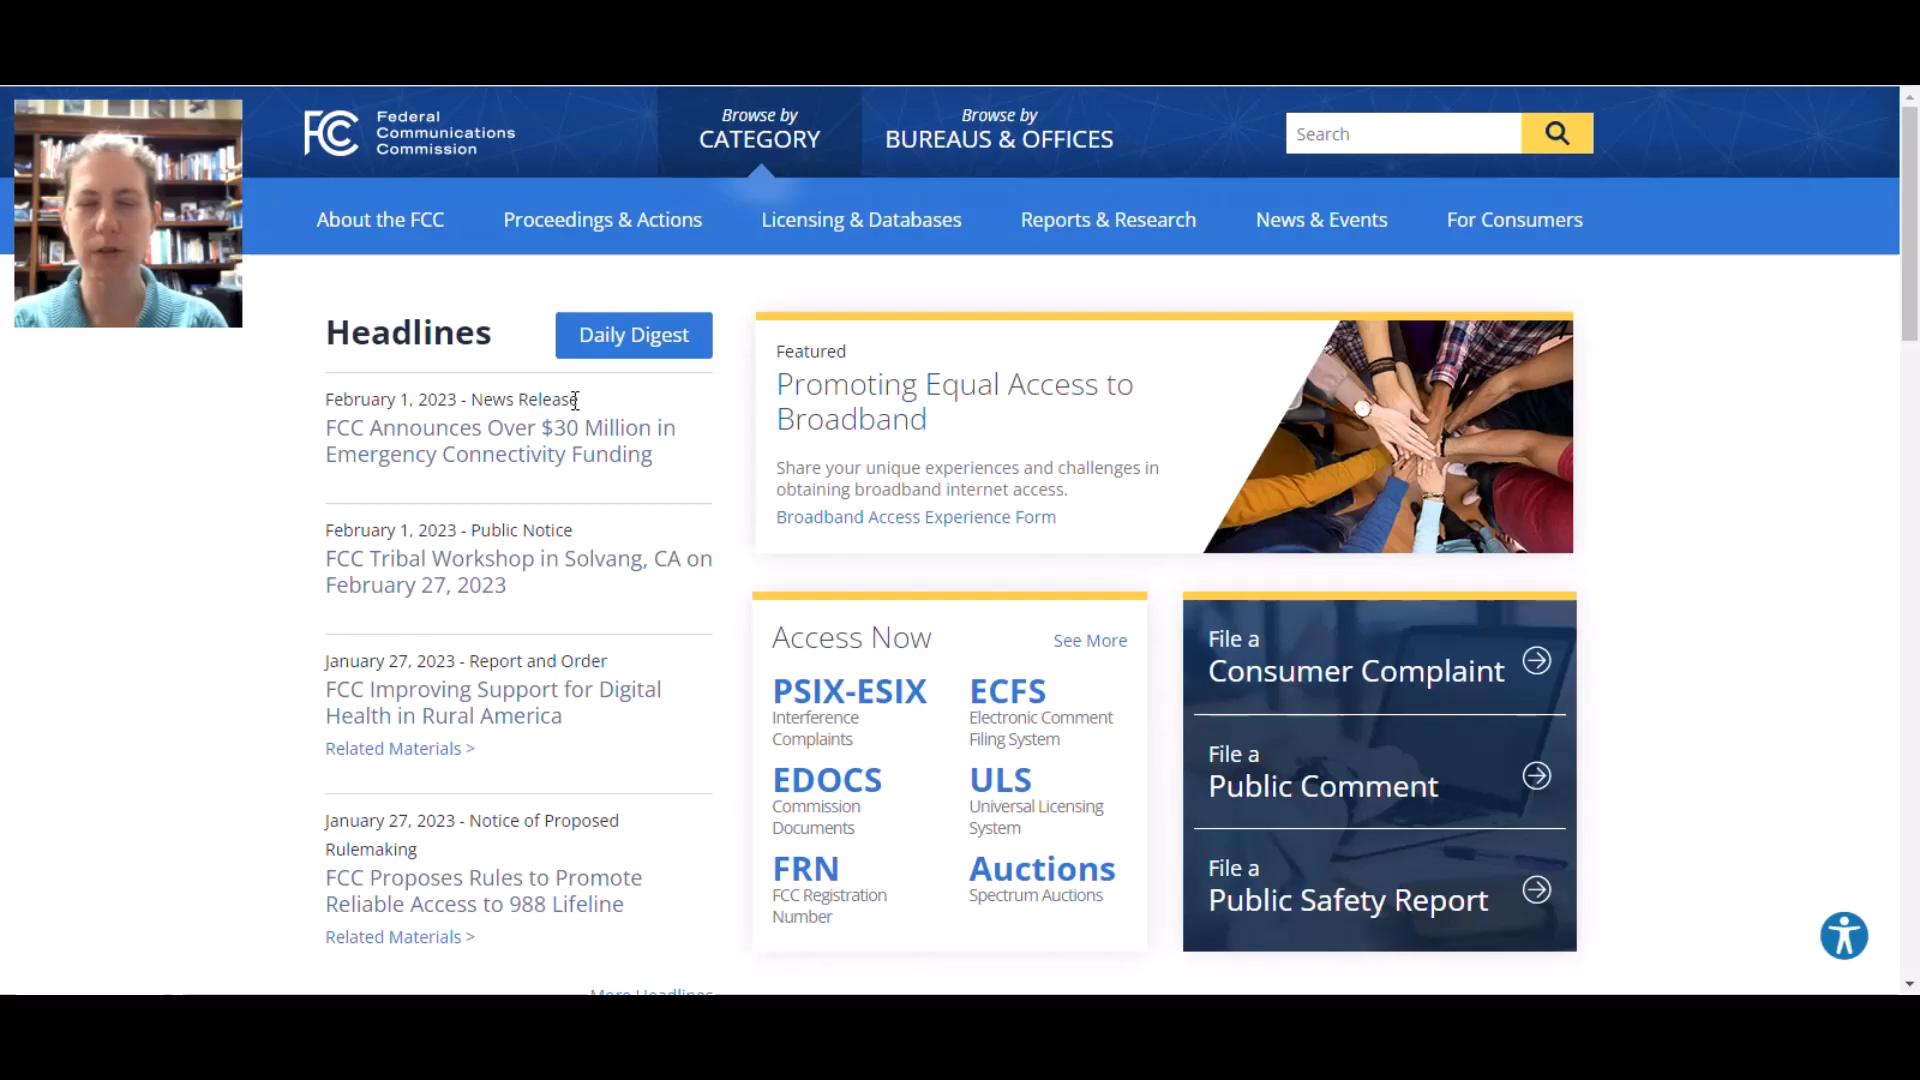 FCC Federal
Communications
Commission
Browse by
CATEGORY
Browse by
BUREAUS & OFFICES
Search
About the FCC
Proceedings & Actions
Licensing & Databases
Reports & Research
News & Events
For Consumers
Headlines
Daily Digest
February 1, 2023 - News Release
FCC Announces Over $30 Million in
Emergency Connectivity Funding
February 1, 2023 - Public Notice
FCC Tribal Workshop in Solvang, CA on
February 27, 2023
January 27, 2023 - Report and Order
FCC Improving Support for Digital
Health in Rural America
Related Materials >
January 27, 2023 - Notice of Proposed
Rulemaking
FCC Proposes Rules to Promote
Reliable Access to 988 Lifeline
Related Materials >
More Headlines
Featured
Promoting Equal Access to
Broadband
Share your unique experiences and challenges in
obtaining broadband internet access.
Broadband Access Experience Form
Access Now
See More
PSIX-ESIX
Interference
Complaints
ECFS
Electronic Comment
Filing System
EDOCS
Commission
Documents
ULS
Universal Licensing
System
FRN
FCC Registration
Number
Auctions
Spectrum Auctions
File a
Consumer Complaint
File a
Public Comment
File a
Public Safety Report